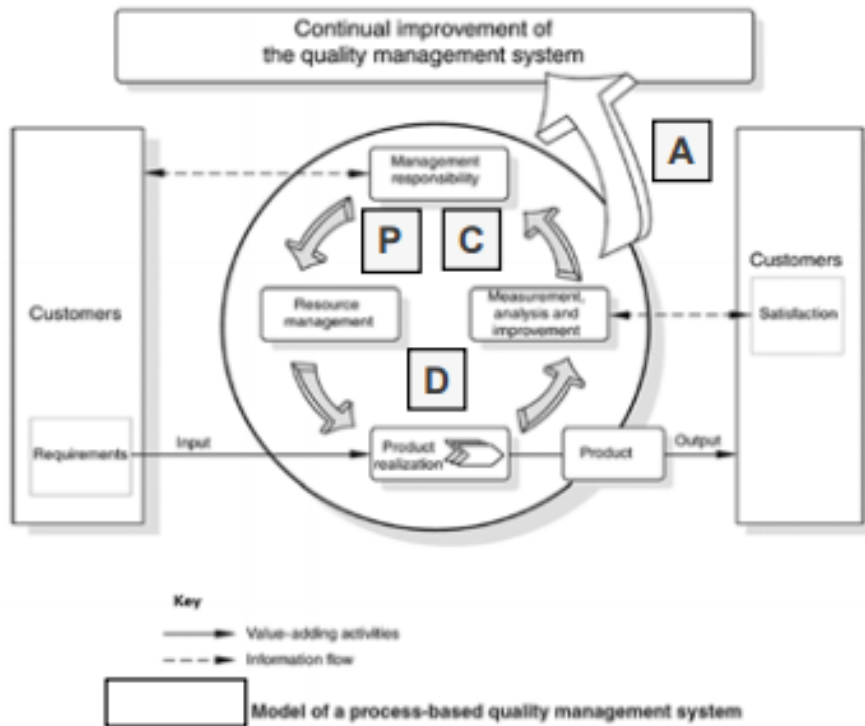 Continual improvement of
the quality management system
A
Management
responsibility
P
C
Customers
Resource
management
Measurement,
analysis and
improvement
Customers
Satisfaction
D
Requirements
Input
Product
realization
Product
Output
Key
Value-adding activities
Information flow
Model of a process-based quality management system